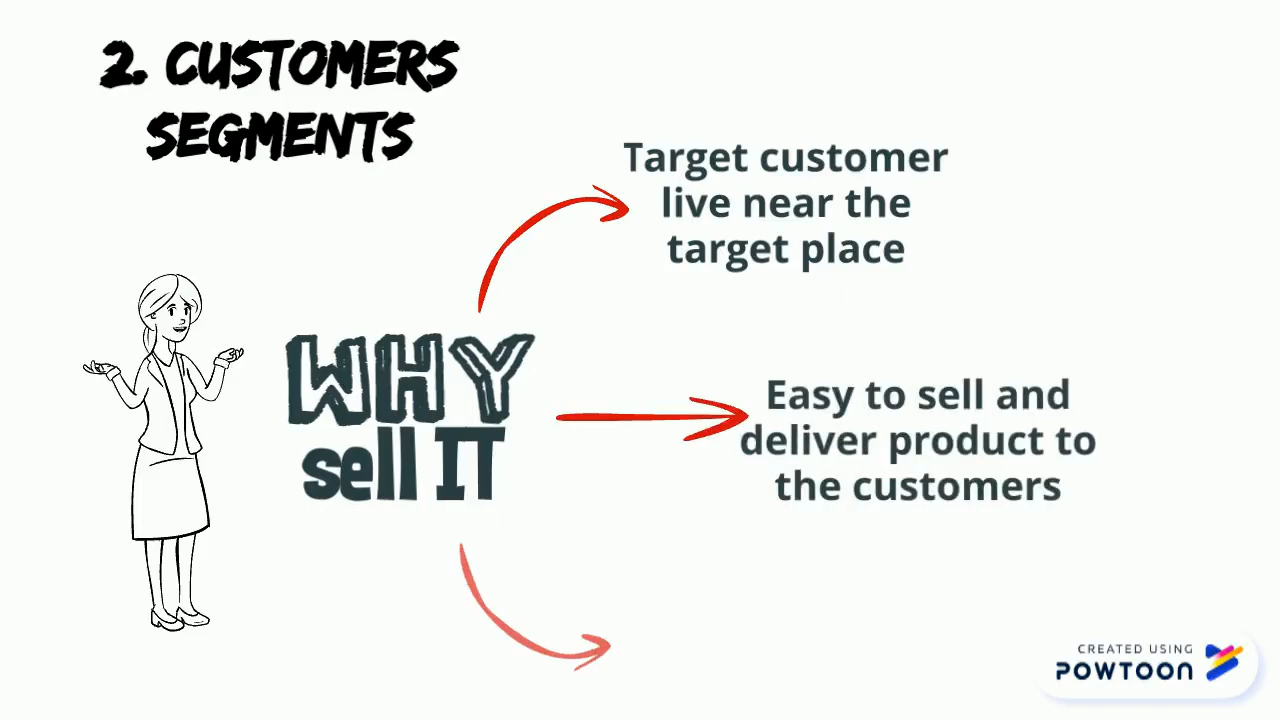 2. CUSTOMERS
SEGMENTS
Target customer
live near the
target place
WHY
sell IT
Easy to sell and
deliver product to
the customers
CREATED USING
POWTOON